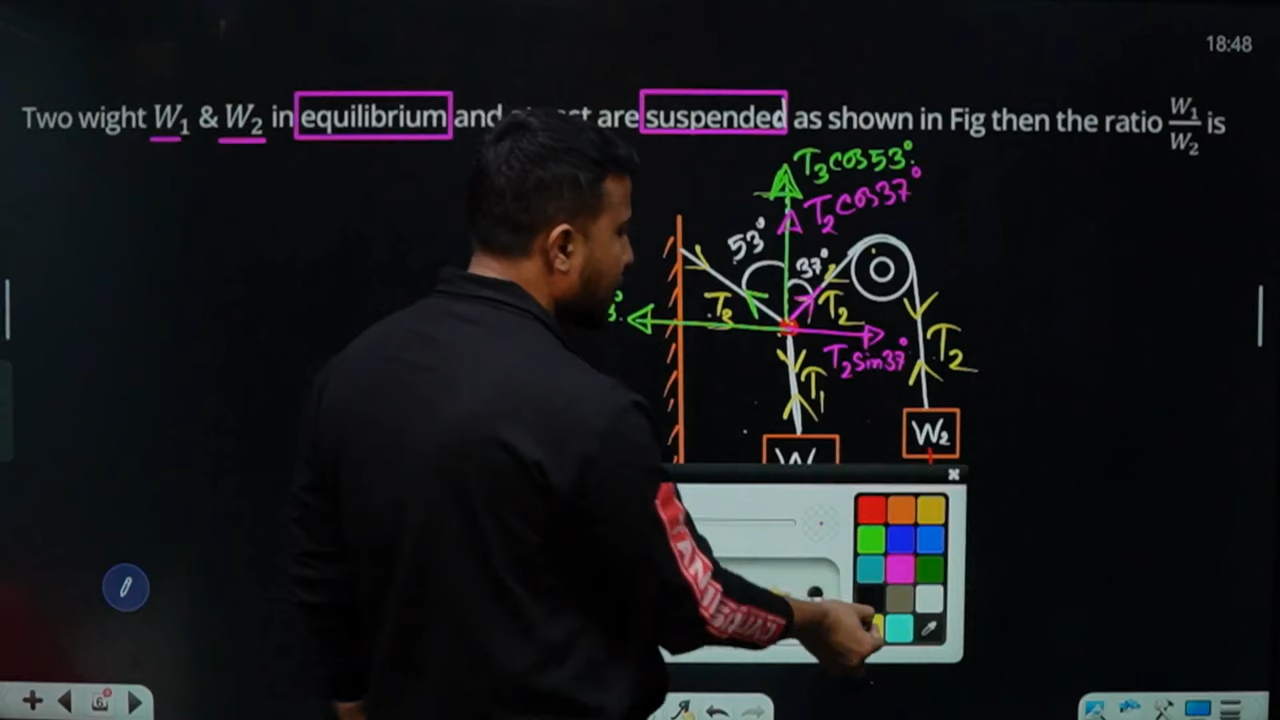 18:48
Two wight W₁ & W₂ in equilibrium and are suspended as shown in Fig then the ratio W₁/W₂ is
T₃cos53°
T₂cos37°
53°
37°
T₃
T₂
T₂
T₂sin37°
T₁
W₂
W